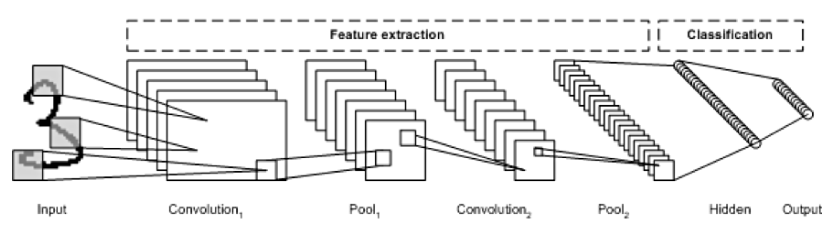 Feature extraction
Classification
Input
Convolution₁
Pool₁
Convolution₂
Pool₂
Hidden
Output